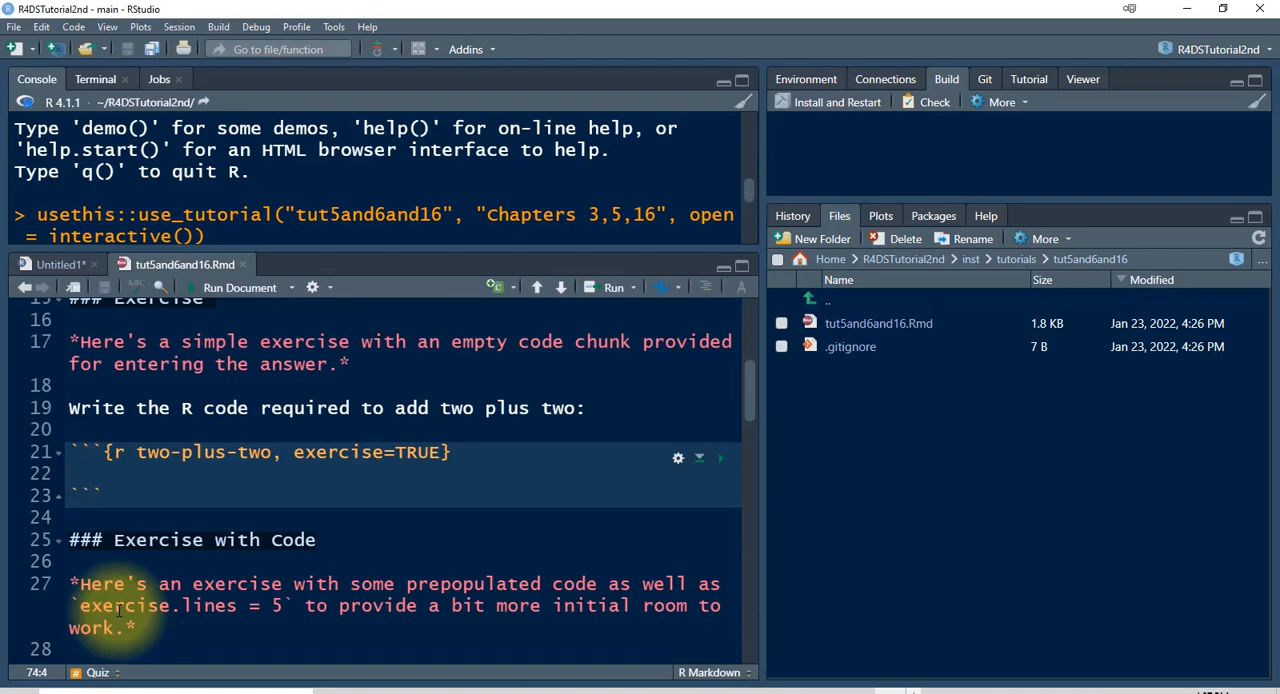 R4DSTutorial2nd - main - RStudio
File Edit Code View Plots Session Build Debug Profile Tools Help
Go to file/function Addins R4DSTutorial2nd
Console Terminal Jobs
R 4.1.1 · ~/R4DSTutorial2nd/
Type 'demo()' for some demos, 'help()' for on-line help, or
'help.start()' for an HTML browser interface to help.
Type 'q()' to quit R.
> usethis::use_tutorial("tut5and6and16", "Chapters 3,5,16", open
= interactive())
Untitled1* tut5and6and16.Rmd
Run Document Run
15 ### Exercise
16
17 *Here's a simple exercise with an empty code chunk provided
for entering the answer.*
18
19 Write the R code required to add two plus two:
20
21 ```{r two-plus-two, exercise=TRUE}
22
23 ```
24
25 ### Exercise with Code
26
27 *Here's an exercise with some prepopulated code as well as
`exercise.lines = 5` to provide a bit more initial room to
work.*
28
74:4 # Quiz R Markdown
Environment Connections Build Git Tutorial Viewer
Install and Restart Check More
History Files Plots Packages Help
New Folder Delete Rename More
Home R4DSTutorial2nd inst tutorials tut5and6and16 ...
Name Size Modified
..
tut5and6and16.Rmd 1.8 KB Jan 23, 2022, 4:26 PM
.gitignore 7 B Jan 23, 2022, 4:26 PM